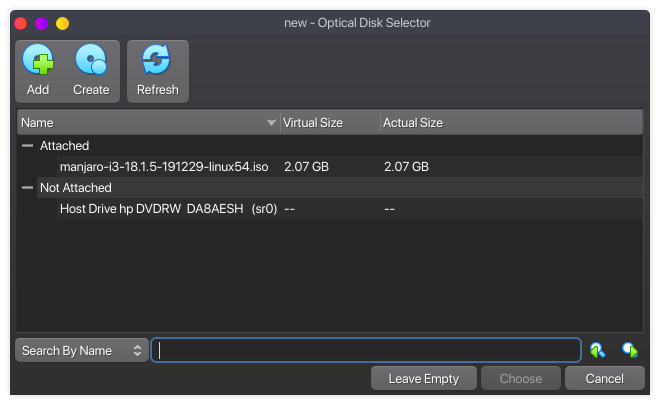 new - Optical Disk Selector
Add Create Refresh
Name Virtual Size Actual Size
Attached
manjaro-i3-18.1.5-191229-linux54.iso 2.07 GB 2.07 GB
Not Attached
Host Drive hp DVDRW  DA8AESH   (sr0) -- --
Search By Name
Leave Empty Choose Cancel